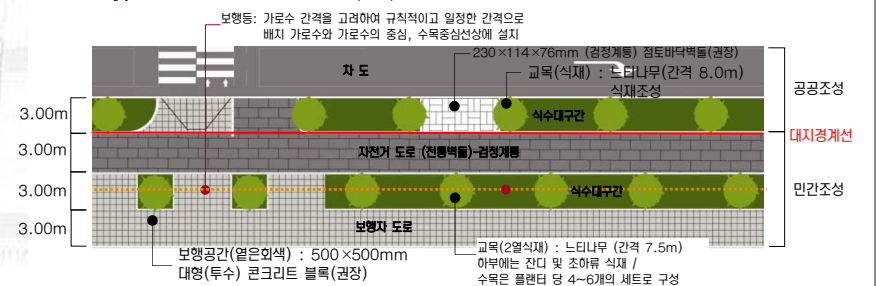 보행등: 가로수 간격을 고려하여 규칙적이고 일정한 간격으로
배치 가로수와 가로수의 중심, 수목중심선상에 설치
230×114×76mm (검정계통) 점토바닥벽돌(권장)
차 도
교목(식재) : 느티나무(간격 8.0m)
식재조성
공공조성
3.00m
식수대구간
대지경계선
3.00m
자전거 도로 (전통벽돌)-검정계통
3.00m
식수대구간
민간조성
3.00m
보행자 도로
보행공간(옅은회색) : 500×500mm
대형(투수) 콘크리트 블록(권장)
교목(2열식재) : 느티나무 (간격 7.5m)
하부에는 잔디 및 초하류 식재 /
수목은 플랜터 당 4~6개의 세트로 구성